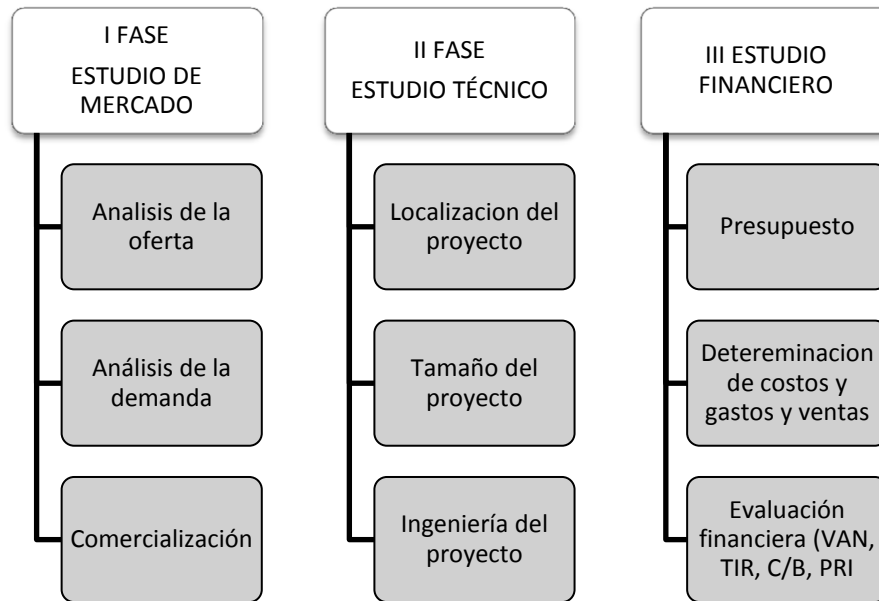 I FASE
ESTUDIO DE
MERCADO
Analisis de la
oferta
Análisis de la
demanda
Comercialización
II FASE
ESTUDIO TÉCNICO
Localizacion del
proyecto
Tamaño del
proyecto
Ingeniería del
proyecto
III ESTUDIO
FINANCIERO
Presupuesto
Detereminacion
de costos y
gastos y ventas
Evaluación
financiera (VAN,
TIR, C/B, PRI